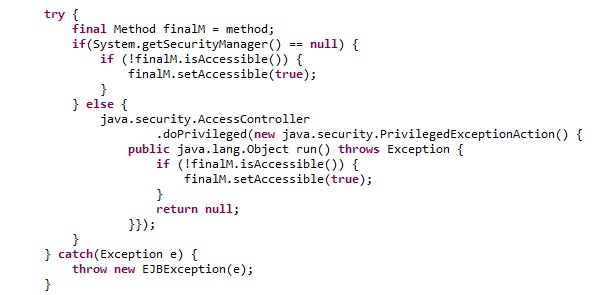 try {
    final Method finalM = method;
    if(System.getSecurityManager() == null) {
        if (!finalM.isAccessible()) {
            finalM.setAccessible(true);
        }
    } else {
        java.security.AccessController
                .doPrivileged(new java.security.PrivilegedExceptionAction() {
            public java.lang.Object run() throws Exception {
                if (!finalM.isAccessible()) {
                    finalM.setAccessible(true);
                }
                return null;
            }});
    }
} catch(Exception e) {
    throw new EJBException(e);
}